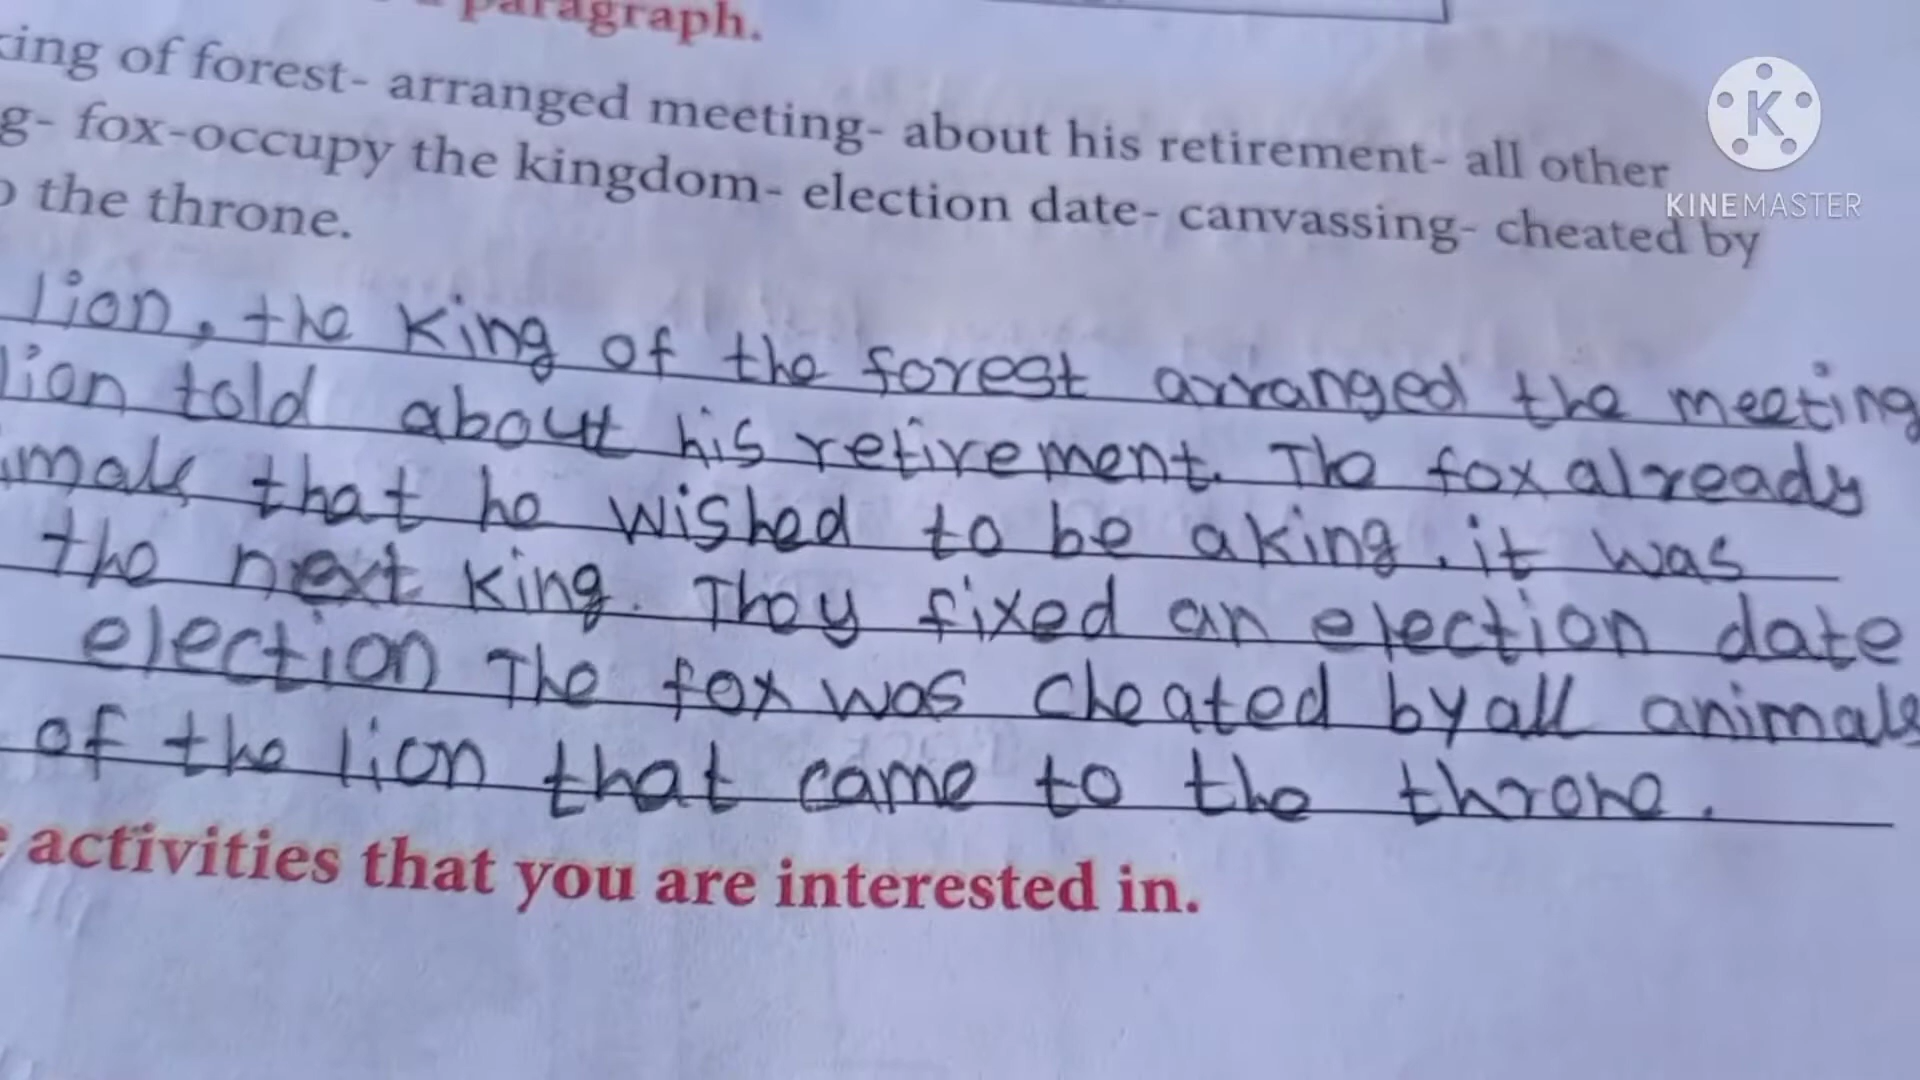 paragraph.
king of forest- arranged meeting- about his retirement- all other
g- fox-occupy the kingdom- election date- canvassing- cheated by
the throne.
lion, the King of the forest arranged the meeting
lion told about his retirement. The fox already
imals that he wished to be aking. it was
the next King. They fixed an election date
election The fox was cheated by all animals
of the lion that came to the throne.
activities that you are interested in.
K
KINEMASTER